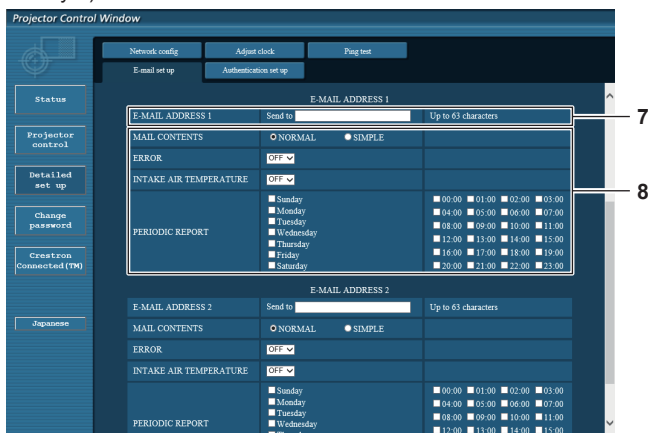 Projector Control Window
Network config Adjust clock Ping test
E-mail set up Authentication set up
Status
Projector control
Detailed set up
Change password
Crestron Connected(TM)
Japanese
E-MAIL ADDRESS 1
E-MAIL ADDRESS 1 Send to Up to 63 characters
7
MAIL CONTENTS NORMAL SIMPLE
ERROR OFF
INTAKE AIR TEMPERATURE OFF
8
PERIODIC REPORT
Sunday 00:00 01:00 02:00 03:00
Monday 04:00 05:00 06:00 07:00
Tuesday 08:00 09:00 10:00 11:00
Wednesday 12:00 13:00 14:00 15:00
Thursday 16:00 17:00 18:00 19:00
Friday 20:00 21:00 22:00 23:00
Saturday
E-MAIL ADDRESS 2
E-MAIL ADDRESS 2 Send to Up to 63 characters
MAIL CONTENTS NORMAL SIMPLE
ERROR OFF
INTAKE AIR TEMPERATURE OFF
PERIODIC REPORT
Sunday 00:00 01:00 02:00 03:00
Monday 04:00 05:00 06:00 07:00
Tuesday 08:00 09:00 10:00 11:00
Wednesday 12:00 13:00 14:00 15:00